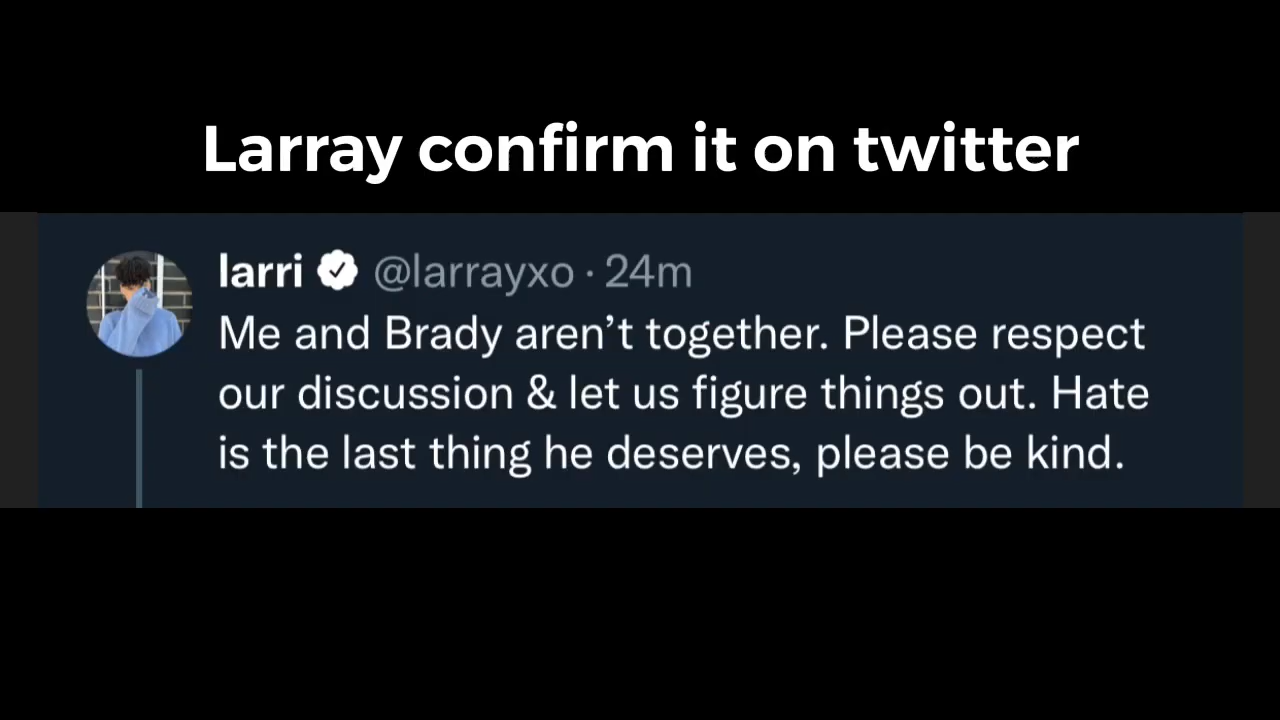 Larray confirm it on twitter
larri @larrayxo · 24m
Me and Brady aren’t together. Please respect
our discussion & let us figure things out. Hate
is the last thing he deserves, please be kind.